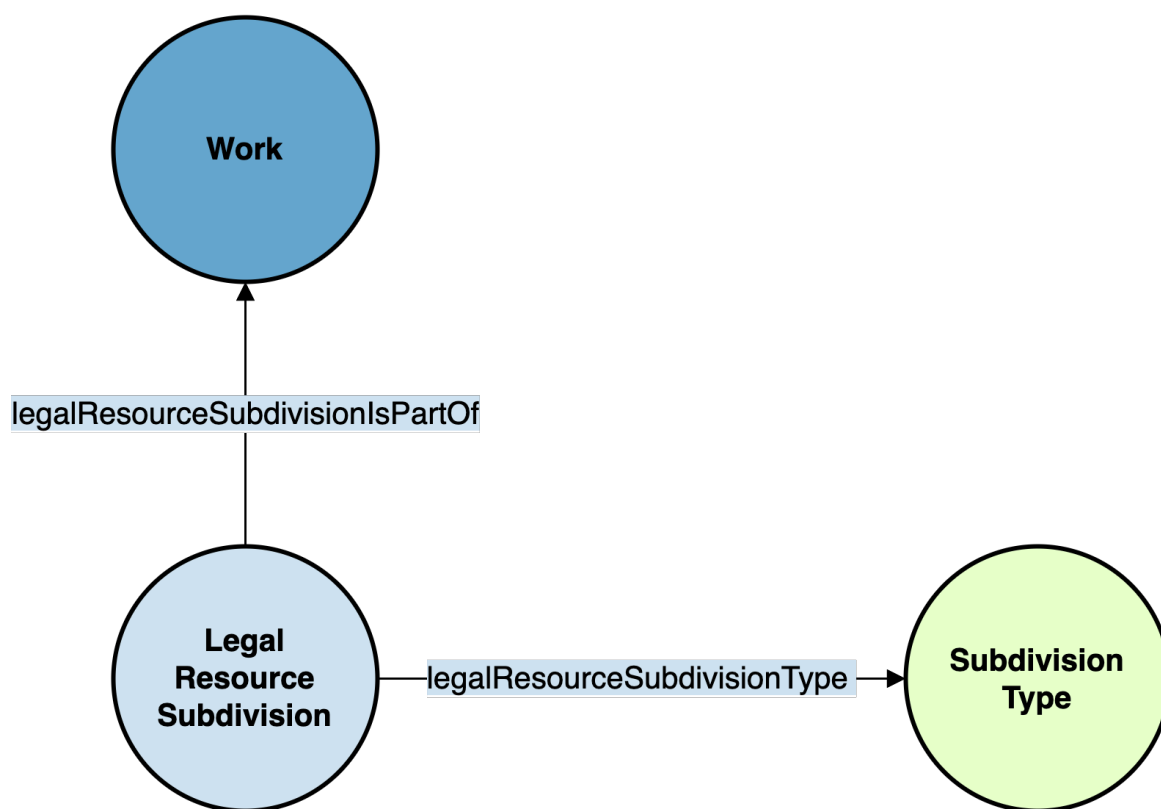 Work
legalResourceSubdivisionIsPartOf
Legal
Resource
Subdivision
legalResourceSubdivisionType
Subdivision
Type